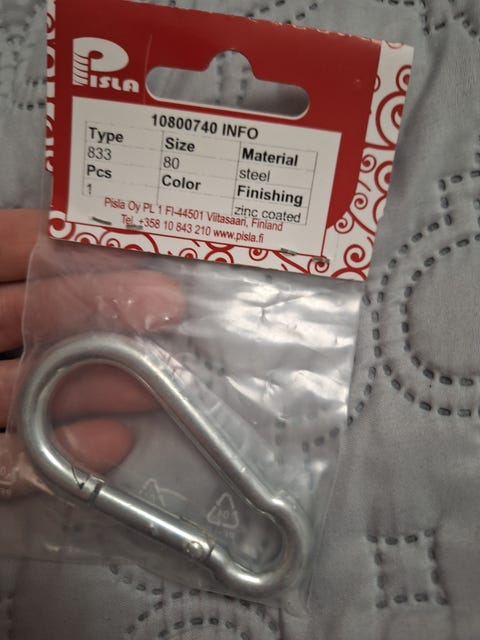 PISLA
10800740 INFO
Type Size Material
833 80 steel
Pcs Color Finishing
1 zinc coated
Pisla Oy PL 1 FI-44501 Viitasaari, Finland
Tel. +358 10 843 210 www.pisla.fi